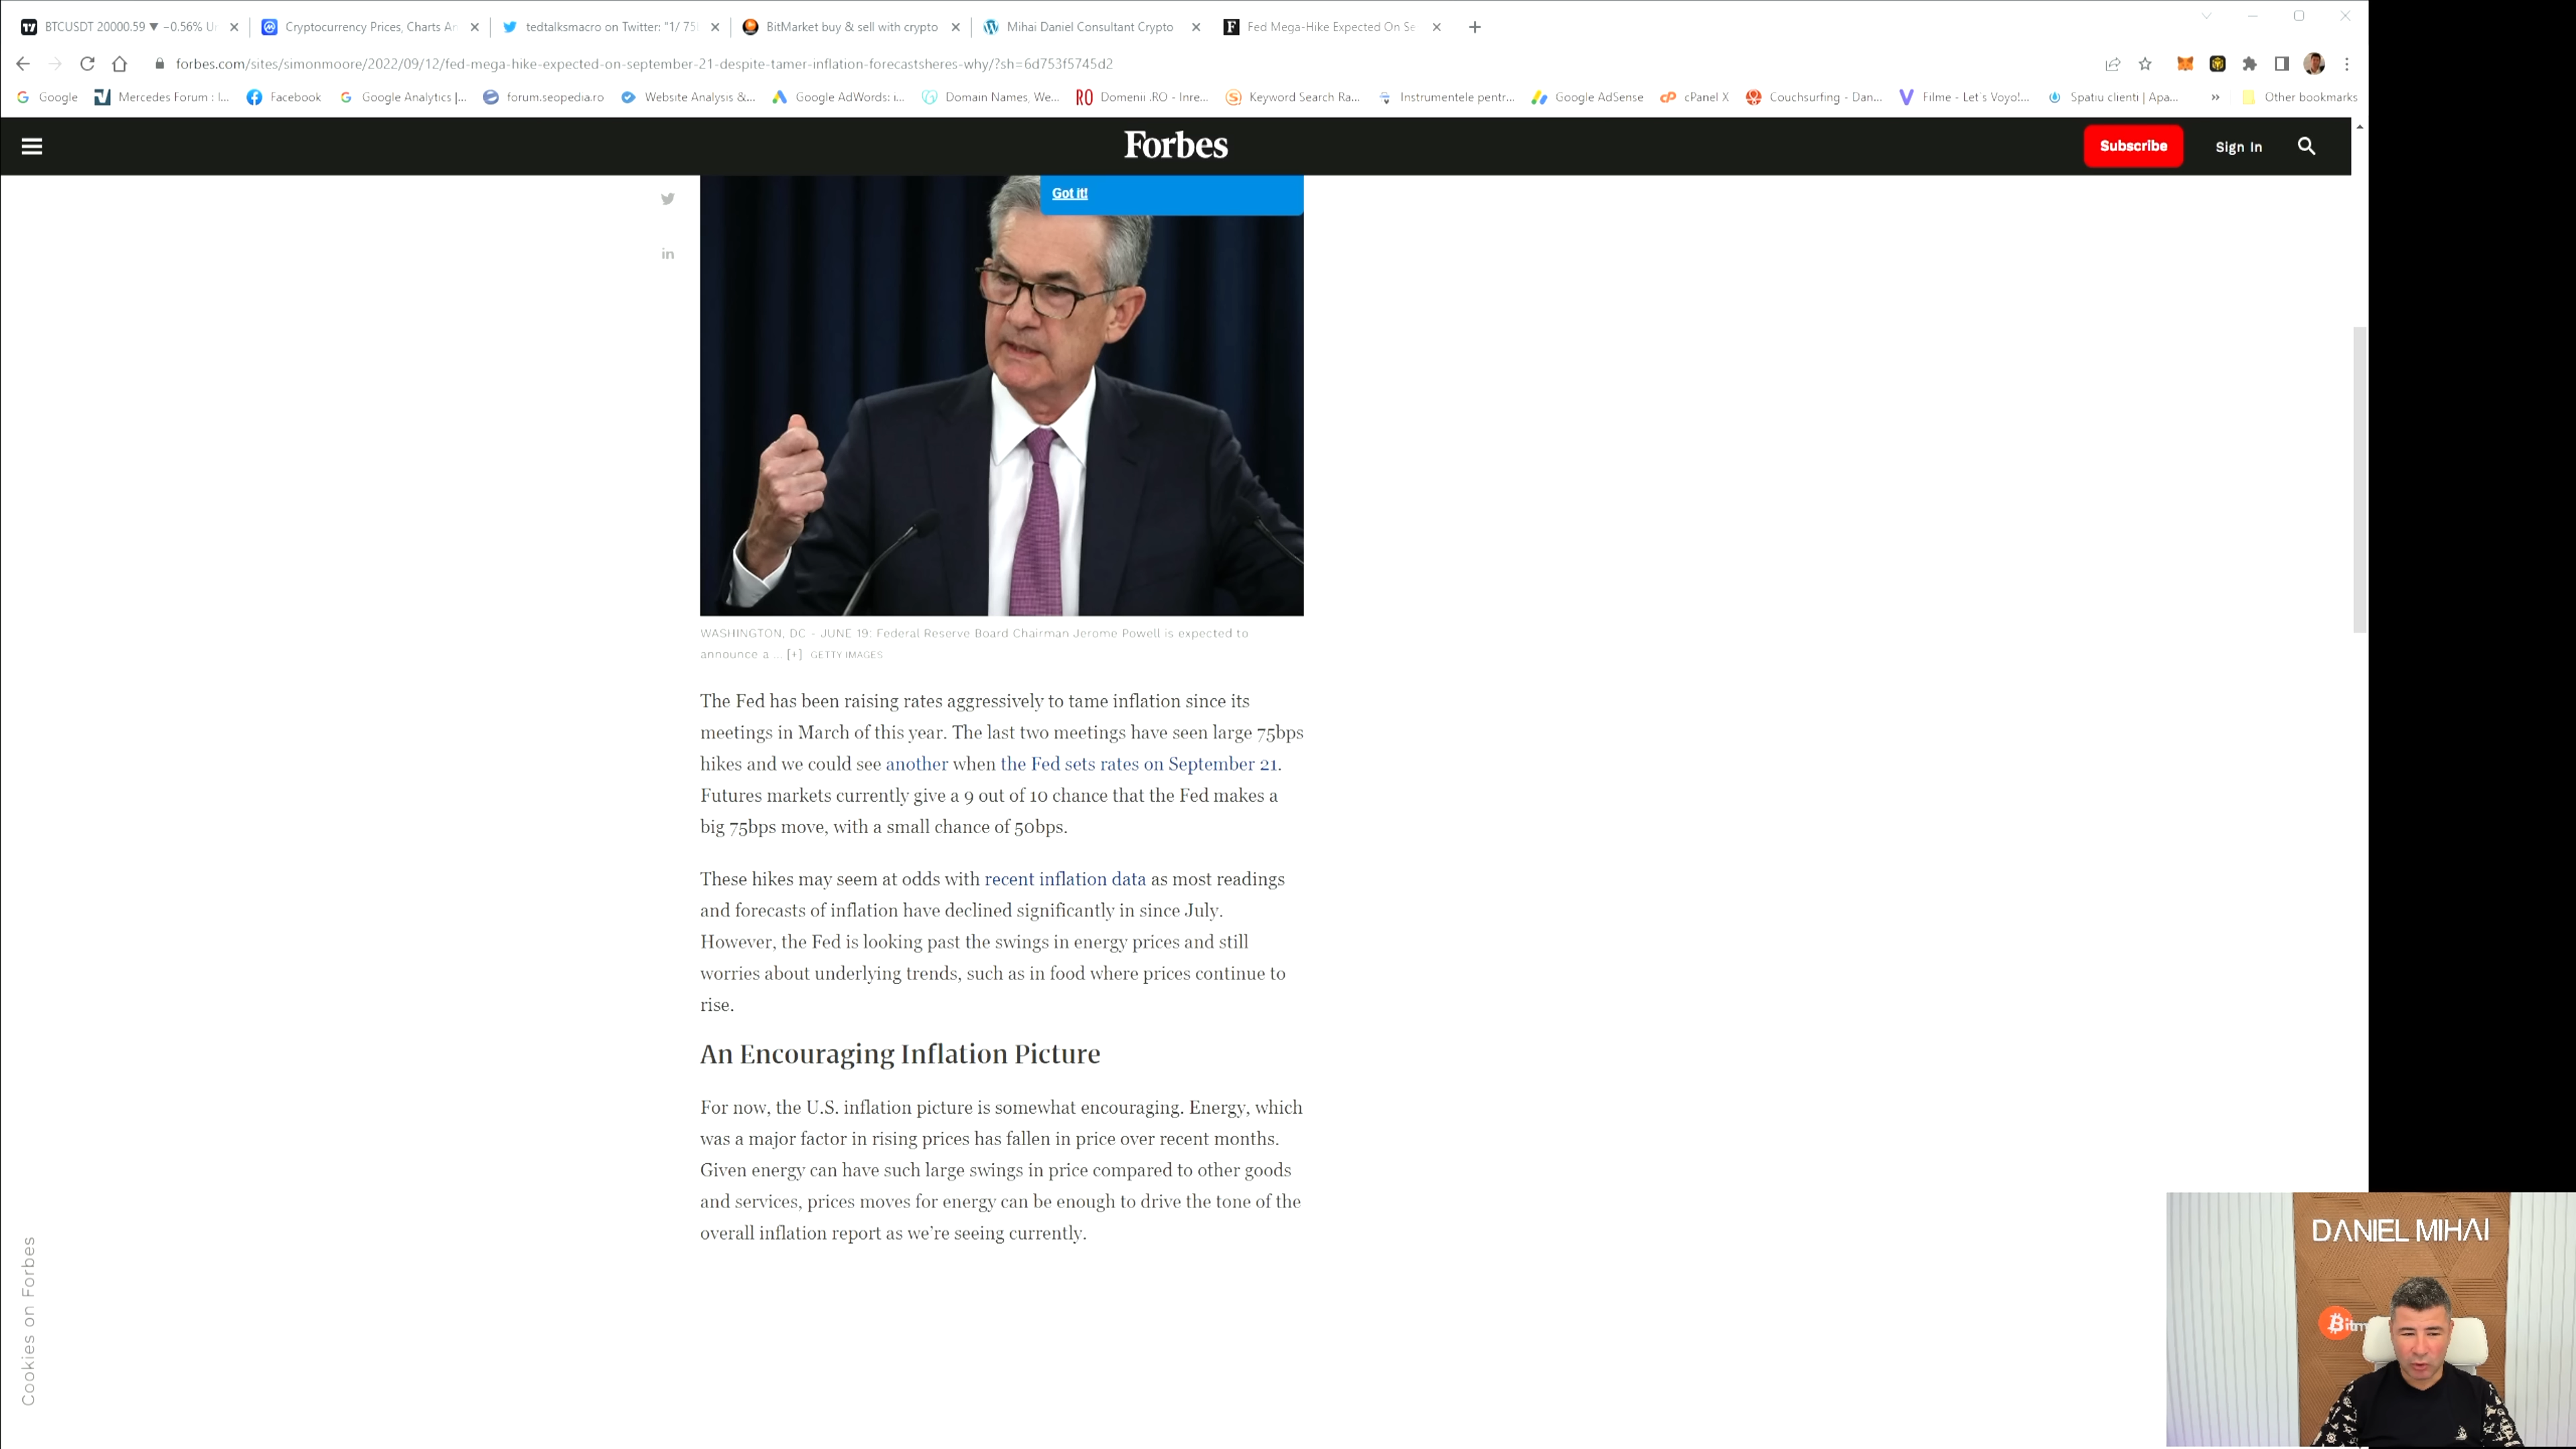 BTCUSDT 20000.59 ▼ −0.56% U
Cryptocurrency Prices, Charts An
tedtalksmacro on Twitter: "1/ 75
BitMarket buy & sell with crypto
Mihai Daniel Consultant Crypto
Fed Mega-Hike Expected On Se
forbes.com/sites/simonmoore/2022/09/12/fed-mega-hike-expected-on-september-21-despite-tamer-inflation-forecastsheres-why/?sh=6d753f5745d2
Google
Mercedes Forum : I...
Facebook
Google Analytics |...
forum.seopedia.ro
Website Analysis &...
Google AdWords: ı...
Domain Names, We...
RO Domenii .RO - Inre...
Keyword Search Ra...
Instrumentele pentr...
Google AdSense
cP cPanel X
Couchsurfing - Dan...
Filme - Let's Voyo!...
Spatiu clienti | Apa...
»
Other bookmarks
Forbes
Subscribe
Sign In
Got it!
in
WASHINGTON, DC - JUNE 19: Federal Reserve Board Chairman Jerome Powell is expected to
announce a ... [+] GETTY IMAGES
The Fed has been raising rates aggressively to tame inflation since its
meetings in March of this year. The last two meetings have seen large 75bps
hikes and we could see another when the Fed sets rates on September 21.
Futures markets currently give a 9 out of 10 chance that the Fed makes a
big 75bps move, with a small chance of 50bps.
These hikes may seem at odds with recent inflation data as most readings
and forecasts of inflation have declined significantly in since July.
However, the Fed is looking past the swings in energy prices and still
worries about underlying trends, such as in food where prices continue to
rise.
An Encouraging Inflation Picture
For now, the U.S. inflation picture is somewhat encouraging. Energy, which
was a major factor in rising prices has fallen in price over recent months.
Given energy can have such large swings in price compared to other goods
and services, prices moves for energy can be enough to drive the tone of the
overall inflation report as we're seeing currently.
Cookies on Forbes
DANIEL MIHAI
Bitm